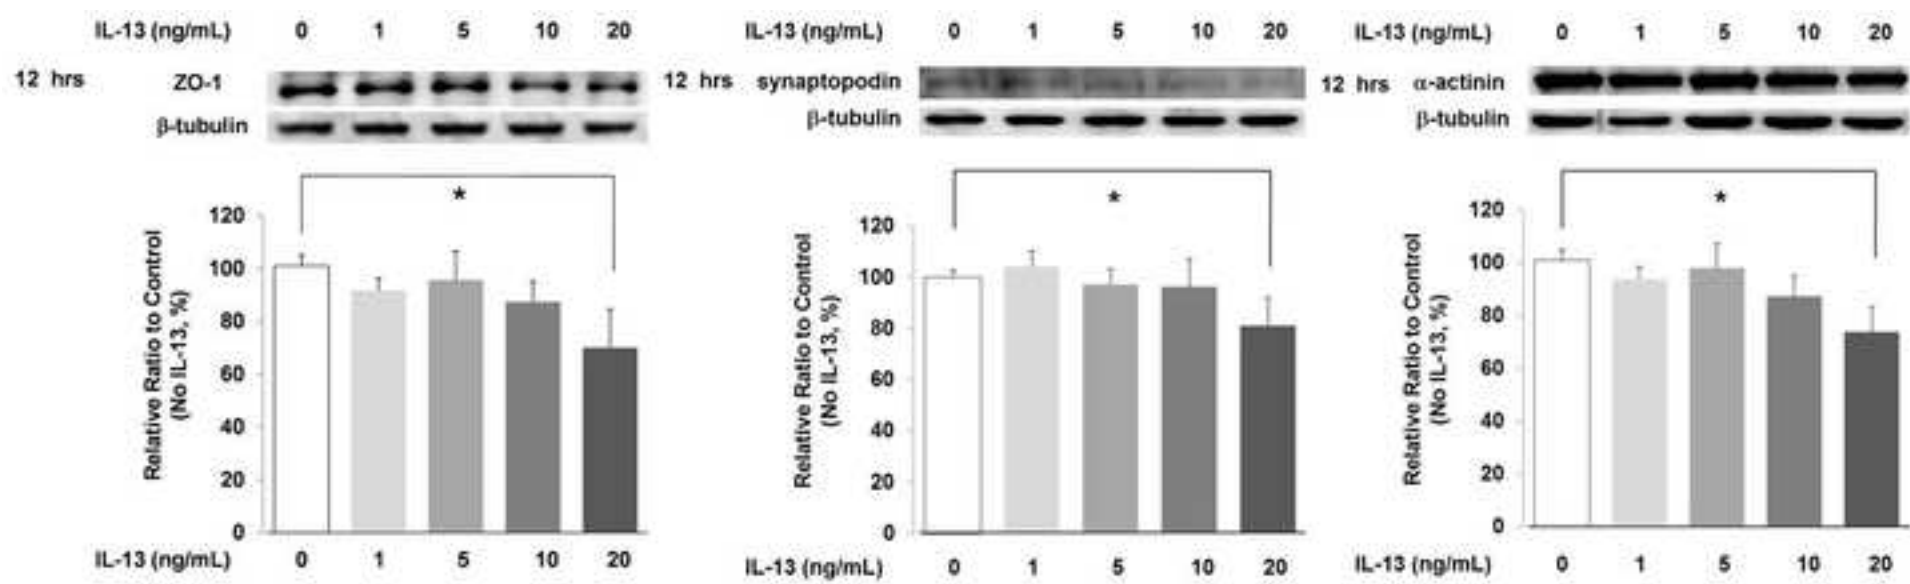 IL-13 (ng/mL) 0 1 5 10 20
12 hrs ZO-1
β-tubulin
*
120
100
80
60
40
20
0
Relative Ratio to Control
(No IL-13, %)
IL-13 (ng/mL) 0 1 5 10 20
IL-13 (ng/mL) 0 1 5 10 20
12 hrs synaptopodin
β-tubulin
*
120
100
80
60
40
20
0
Relative Ratio to Control
(No IL-13, %)
IL-13 (ng/mL) 0 1 5 10 20
IL-13 (ng/mL) 0 1 5 10 20
12 hrs α-actinin
β-tubulin
*
120
100
80
60
40
20
0
Relative Ratio to Control
(No IL-13, %)
IL-13 (ng/mL) 0 1 5 10 20